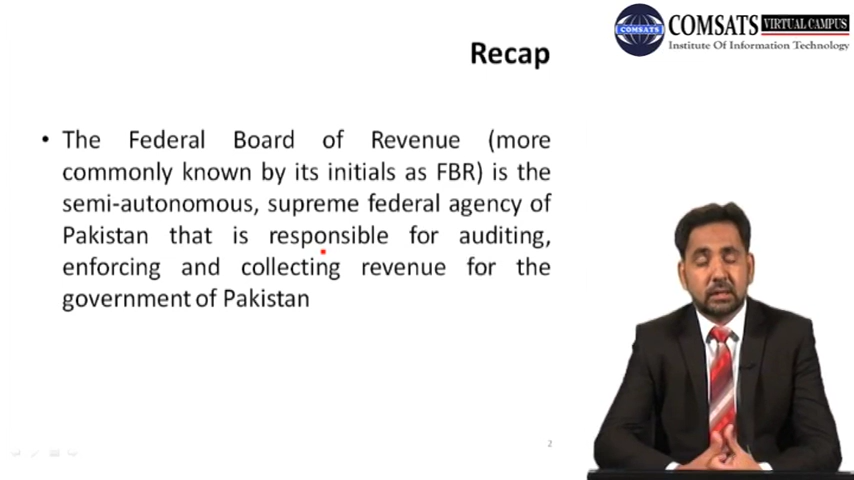 COMSATS VIRTUAL CAMPUS
Institute Of Information Technology
COMSATS
Recap
• The Federal Board of Revenue (more
commonly known by its initials as FBR) is the
semi-autonomous, supreme federal agency of
Pakistan that is responsible for auditing,
enforcing and collecting revenue for the
government of Pakistan
2